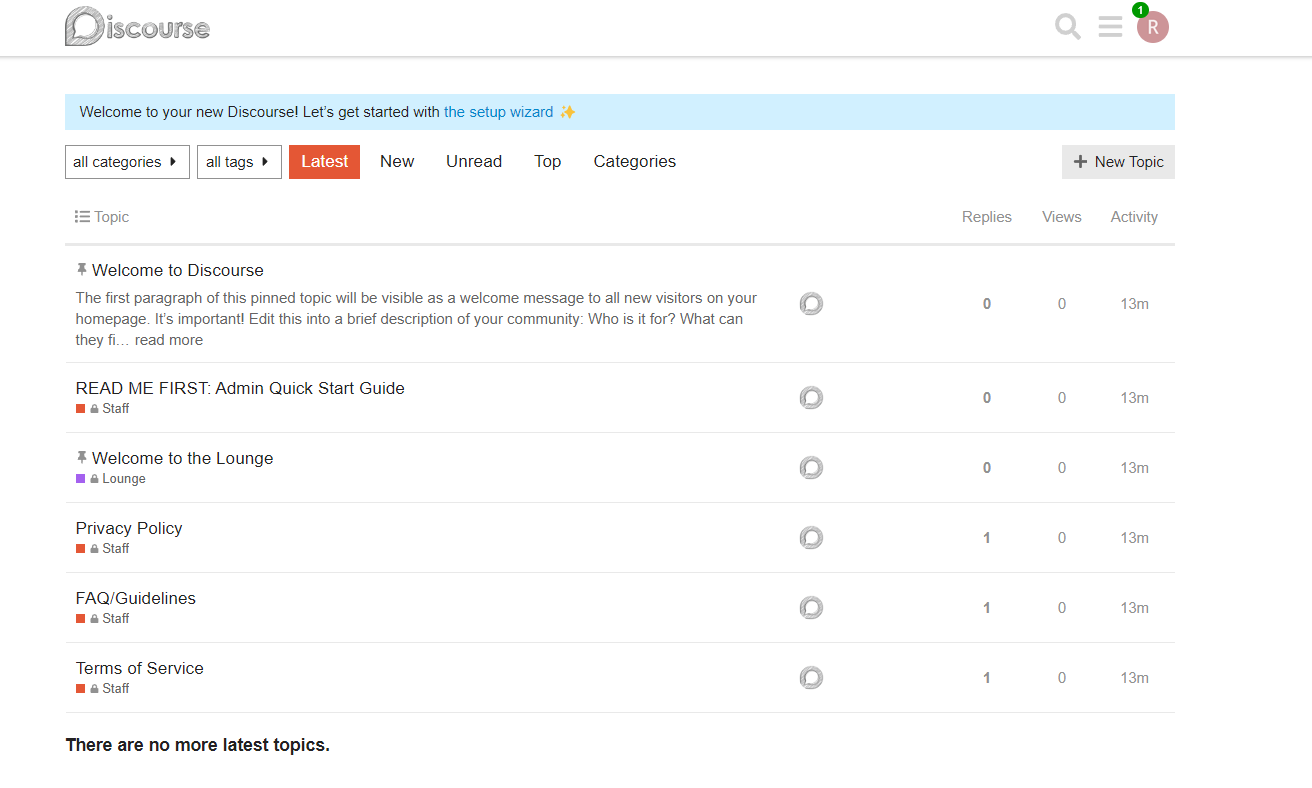 Discourse
1
R
Welcome to your new Discourse! Let’s get started with the setup wizard ✨
all categories all tags Latest New Unread Top Categories New Topic
Topic Replies Views Activity
Welcome to Discourse
The first paragraph of this pinned topic will be visible as a welcome message to all new visitors on your
homepage. It’s important! Edit this into a brief description of your community: Who is it for? What can
they fi… read more
0 0 13m
READ ME FIRST: Admin Quick Start Guide
Staff
0 0 13m
Welcome to the Lounge
Lounge
0 0 13m
Privacy Policy
Staff
1 0 13m
FAQ/Guidelines
Staff
1 0 13m
Terms of Service
Staff
1 0 13m
There are no more latest topics.